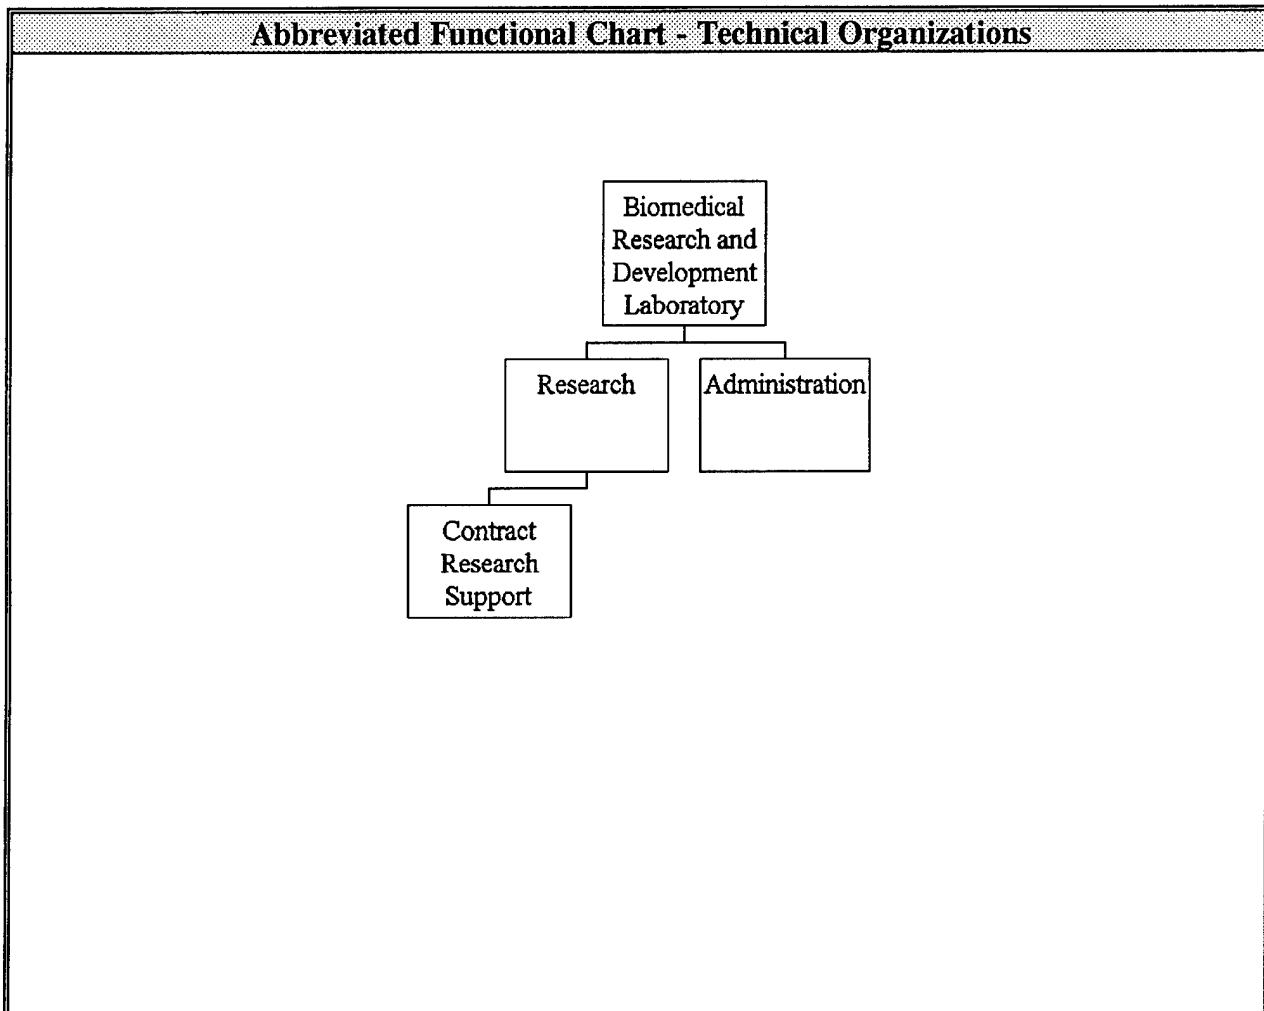 Abbreviated Functional Chart - Technical Organizations
Biomedical
Research and
Development
Laboratory
Research
Administration
Contract
Research
Support